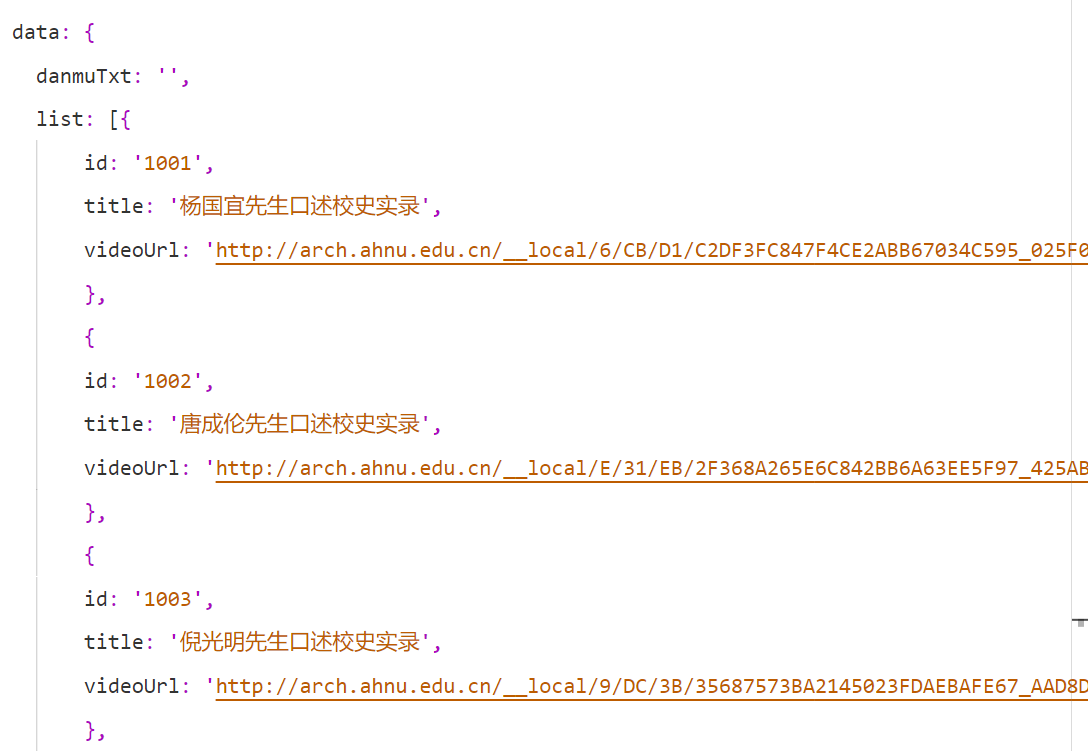 data: {
danmuTxt: '',
list: [{
id: '1001',
title: '杨国宜先生口述校史实录',
videoUrl: 'http://arch.ahnu.edu.cn/__local/6/CB/D1/C2DF3FC847F4CE2ABB67034C595_025F0
},
{
id: '1002',
title: '唐成伦先生口述校史实录',
videoUrl: 'http://arch.ahnu.edu.cn/__local/E/31/EB/2F368A265E6C842BB6A63EE5F97_425AB
},
{
id: '1003',
title: '倪光明先生口述校史实录',
videoUrl: 'http://arch.ahnu.edu.cn/__local/9/DC/3B/35687573BA2145023FDAEBAFE67_AAD8D
},